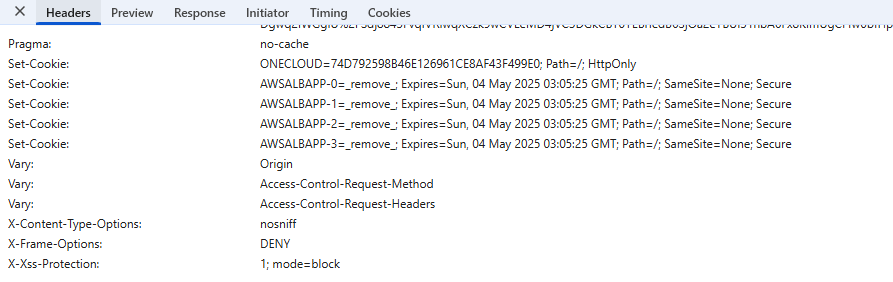 Headers Preview Response Initiator Timing Cookies
Pragma: no-cache
Set-Cookie: ONECLOUD=74D792598B46E126961CE8AF43F499E0; Path=/; HttpOnly
Set-Cookie: AWSALBAPP-0=_remove_; Expires=Sun, 04 May 2025 03:05:25 GMT; Path=/; SameSite=None; Secure
Set-Cookie: AWSALBAPP-1=_remove_; Expires=Sun, 04 May 2025 03:05:25 GMT; Path=/; SameSite=None; Secure
Set-Cookie: AWSALBAPP-2=_remove_; Expires=Sun, 04 May 2025 03:05:25 GMT; Path=/; SameSite=None; Secure
Set-Cookie: AWSALBAPP-3=_remove_; Expires=Sun, 04 May 2025 03:05:25 GMT; Path=/; SameSite=None; Secure
Vary: Origin
Vary: Access-Control-Request-Method
Vary: Access-Control-Request-Headers
X-Content-Type-Options: nosniff
X-Frame-Options: DENY
X-Xss-Protection: 1; mode=block